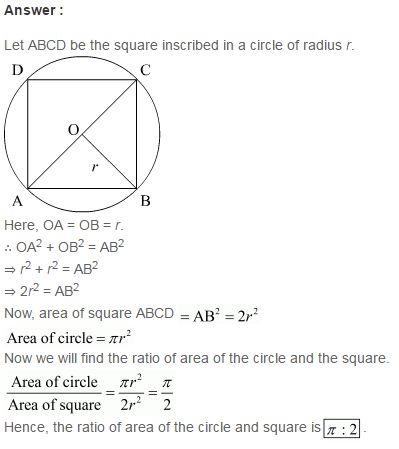 Answer :
Let ABCD be the square inscribed in a circle of radius r.
D C
O
r
A B
Here, OA = OB = r.
∴ OA² + OB² = AB²
⇒ r² + r² = AB²
⇒ 2r² = AB²
Now, area of square ABCD = AB² = 2r²
Area of circle = πr²
Now we will find the ratio of area of the circle and the square.
Area of circle / Area of square = πr² / 2r² = π / 2
Hence, the ratio of area of the circle and square is π : 2 .